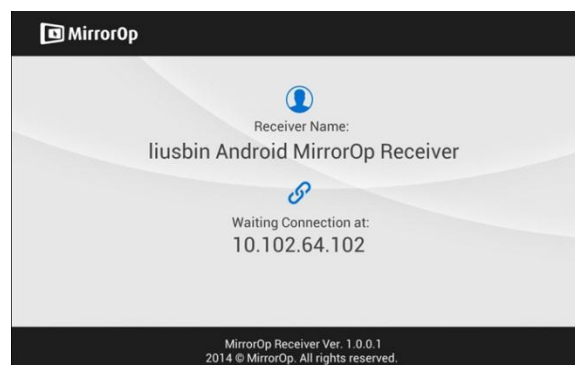 MirrorOp
Receiver Name:
liusbin Android MirrorOp Receiver
Waiting Connection at:
10.102.64.102
MirrorOp Receiver Ver. 1.0.0.1
2014 © MirrorOp. All rights reserved.